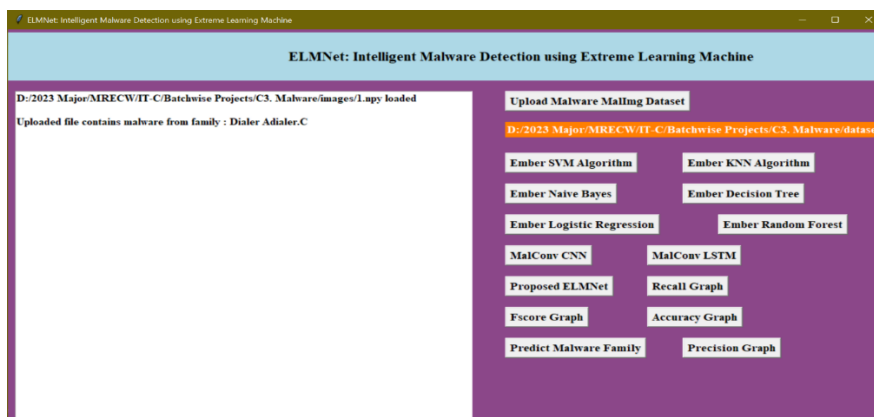 ELMNet: Intelligent Malware Detection using Extreme Learning Machine
ELMNet: Intelligent Malware Detection using Extreme Learning Machine
D:/2023 Major/MRECW/IT-C/Batchwise Projects/C3. Malware/images/1.npy loaded
Uploaded file contains malware from family : Dialer Adialer.C
Upload Malware MalImg Dataset
D:/2023 Major/MRECW/IT-C/Batchwise Projects/C3. Malware/datase
Ember SVM Algorithm Ember KNN Algorithm
Ember Naive Bayes Ember Decision Tree
Ember Logistic Regression Ember Random Forest
MalConv CNN MalConv LSTM
Proposed ELMNet Recall Graph
Fscore Graph Accuracy Graph
Predict Malware Family Precision Graph